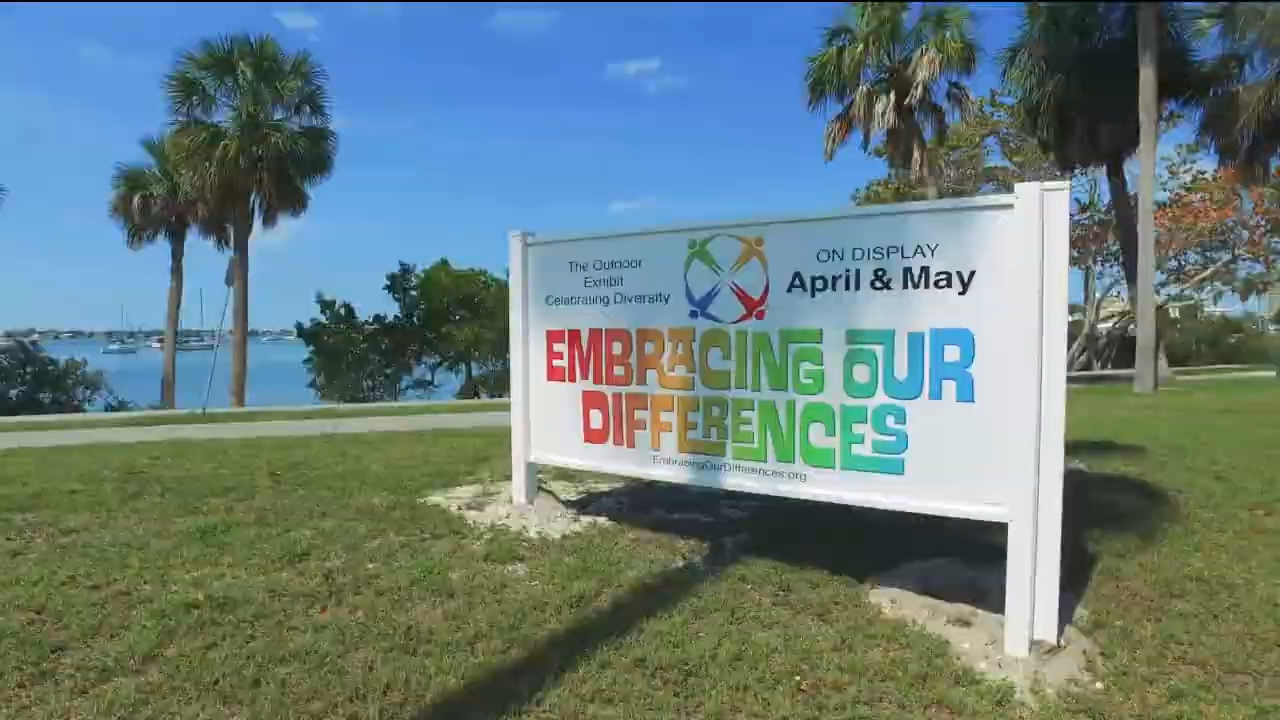 The Outdoor
Exhibit
Celebrating Diversity
ON DISPLAY
April & May
EMBRACING OUR
DIFFERENCES
EmbracingOurDifferences.org